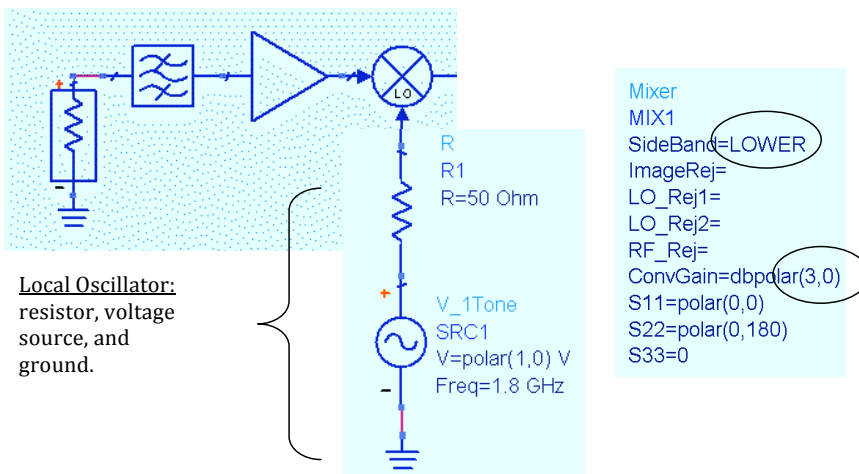 LO
R
R1
R=50 Ohm
+
-
Local Oscillator:
resistor, voltage
source, and
ground.
+
V_1Tone
SRC1
V=polar(1,0) V
Freq=1.8 GHz
-
Mixer
MIX1
SideBand=LOWER
ImageRej=
LO_Rej1=
LO_Rej2=
RF_Rej=
ConvGain=dbpolar(3,0)
S11=polar(0,0)
S22=polar(0,180)
S33=0